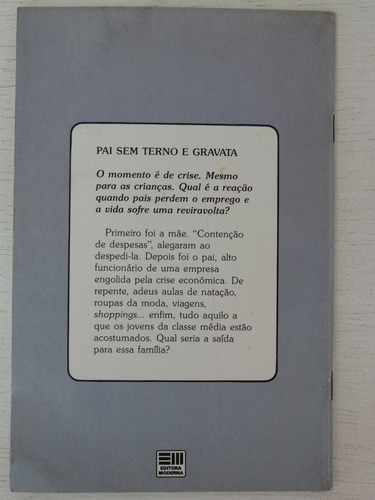 PAI SEM TERNO E GRAVATA
O momento é de crise. Mesmo
para as crianças. Qual é a reação
quando pais perdem o emprego e
a vida sofre uma reviravolta?
Primeiro foi a mãe. “Contenção
de despesas”, alegaram ao
despedi-la. Depois foi o pai, alto
funcionário de uma empresa
engolida pela crise econômica. De
repente, adeus aulas de natação,
roupas da moda, viagens,
shoppings... enfim, tudo aquilo a
que os jovens da classe média estão
acostumados. Qual seria a saída
para essa família?
EDITORA
MODERNA